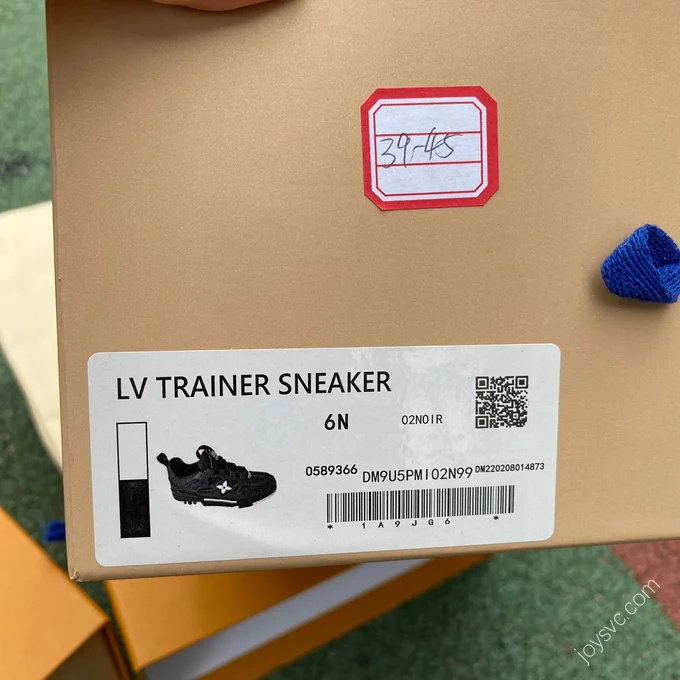 39-45
LV TRAINER SNEAKER
6N 02NOIR
0589366 DM9U5PMI02N99 DM220208014873
* 1A9JG6 *
joysvc.com